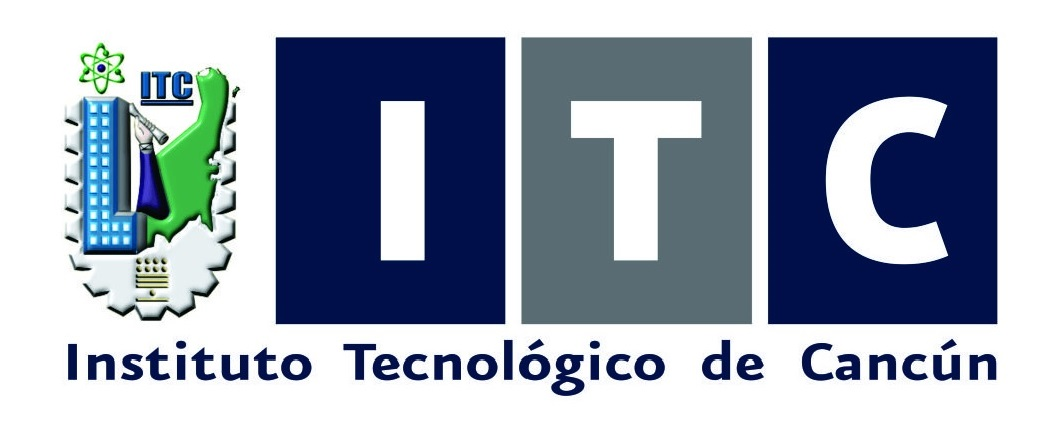 ITC
I T C
Instituto Tecnológico de Cancún